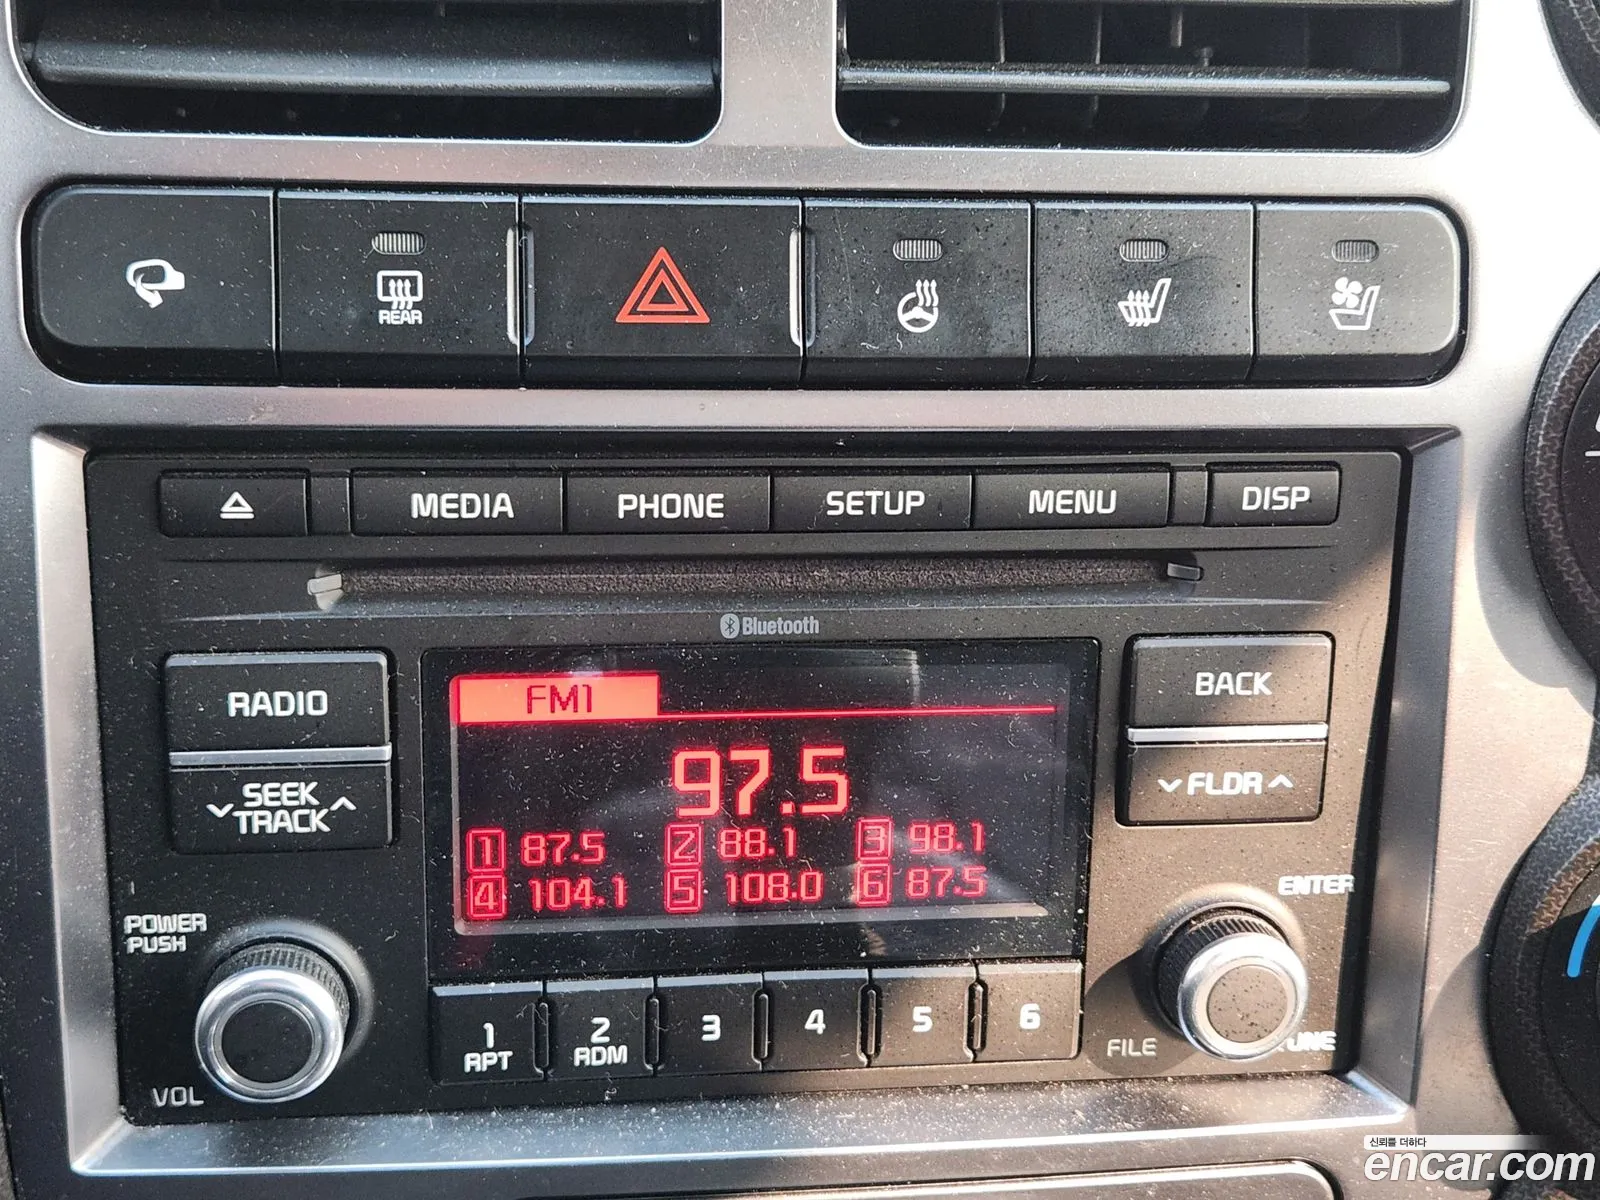 REAR
MEDIA PHONE SETUP MENU DISP
Bluetooth
RADIO
SEEK
TRACK
FM1
97.5
1 87.5 2 88.1 3 98.1
4 104.1 5 108.0 6 87.5
BACK
FLDR
POWER
PUSH
VOL
1
RPT
2
RDM
3
4
5
6
ENTER
FILE
TUNE
신뢰를 더하다
encar.com